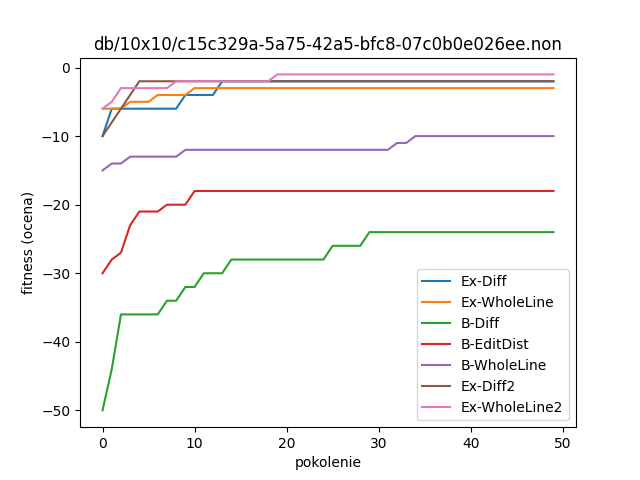 db/10x10/c15c329a-5a75-42a5-bfc8-07c0b0e026ee.non
0
−10
−20
−30
−40
−50
fitness (ocena)
0 10 20 30 40 50
pokolenie
Ex-Diff
Ex-WholeLine
B-Diff
B-EditDist
B-WholeLine
Ex-Diff2
Ex-WholeLine2